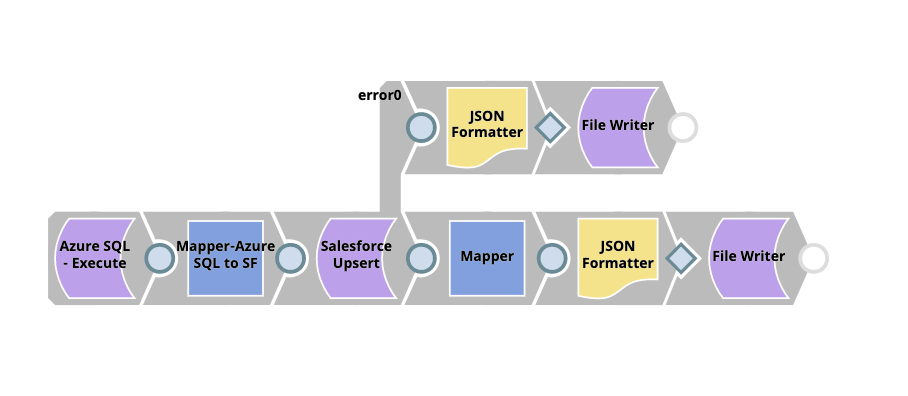 error0
JSON
Formatter
File Writer
Azure SQL
- Execute
Mapper-Azure
SQL to SF
Salesforce
Upsert
Mapper
JSON
Formatter
File Writer